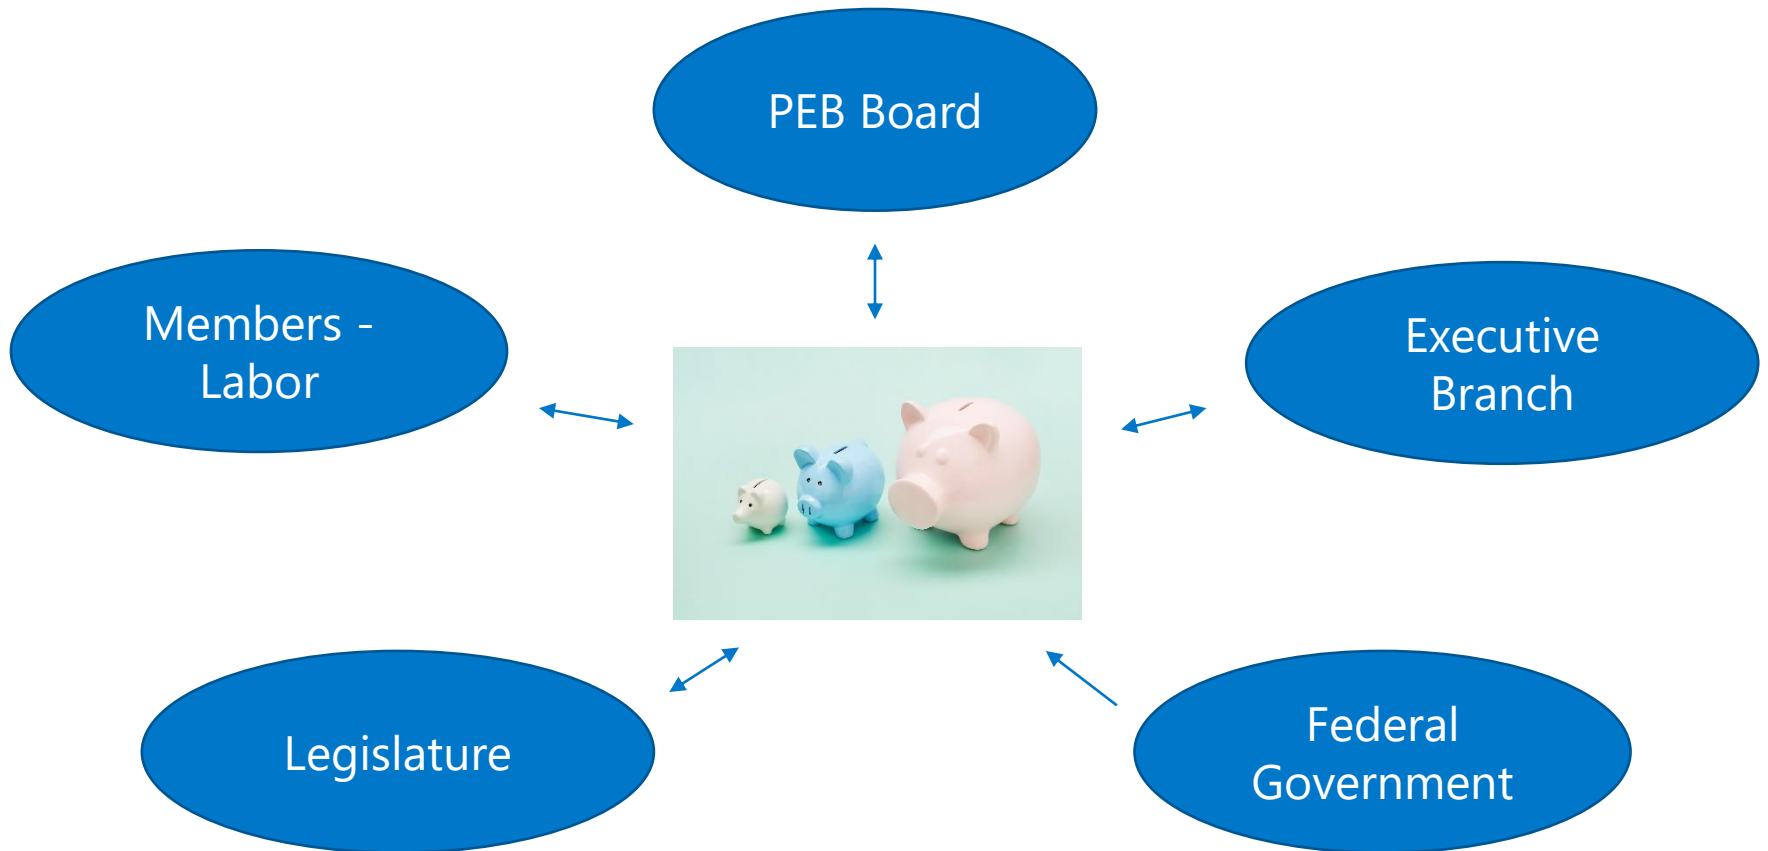 PEB Board
Members -
Labor
Executive
Branch
Legislature
Federal
Government